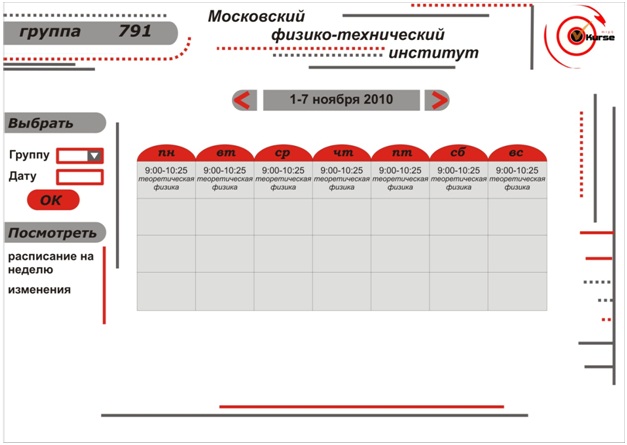 группа 791
Московский
физико-технический
институт
Kurse
1-7 ноября 2010
Выбрать
Группу
Дату
OK
Посмотреть
расписание на
неделю
изменения
пн вт ср чт пт сб вс
9:00-10:25 9:00-10:25 9:00-10:25 9:00-10:25 9:00-10:25 9:00-10:25 9:00-10:25
теоретическая теоретическая теоретическая теоретическая теоретическая теоретическая теоретическая
физика физика физика физика физика физика физика